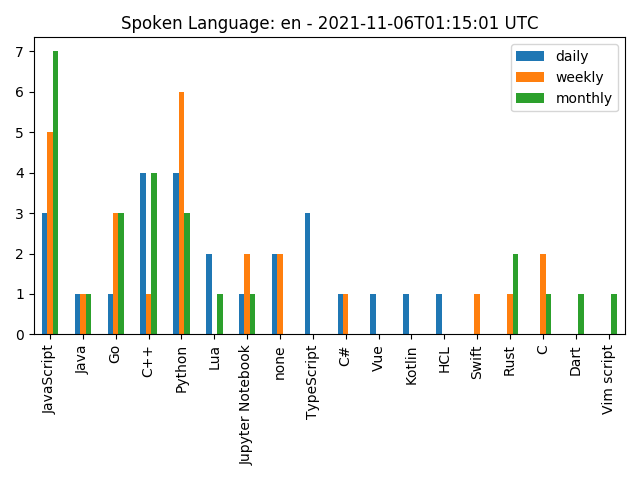 Spoken Language: en - 2021-11-06T01:15:01 UTC
daily
weekly
monthly
7
6
5
4
3
2
1
0
JavaScript
Java
Go
C++
Python
Lua
Jupyter Notebook
none
TypeScript
C#
Vue
Kotlin
HCL
Swift
Rust
C
Dart
Vim script